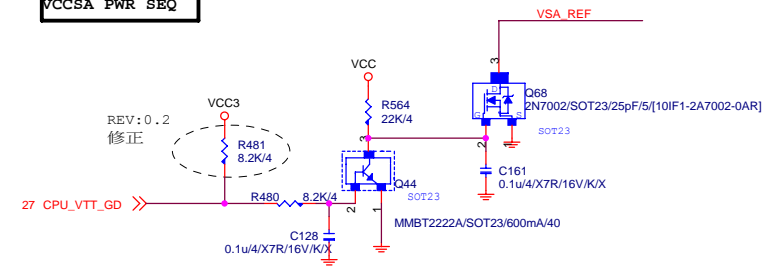 VCCSA PWR SEQ
VSA_REF
3
VCC
D
Q68
2N7002/SOT23/25pF/5/[10IF1-2A7002-0AR]
G
S
SOT23
2
1
R564
22K/4
VCC3
REV:0.2
修正
R481
8.2K/4
3
C161
0.1u/4/X7R/16V/K/X
Q44
SOT23
27 CPU_VTT_GD
R480
8.2K/4
2
1
MMBT2222A/SOT23/600mA/40
C128
0.1u/4/X7R/16V/K/X